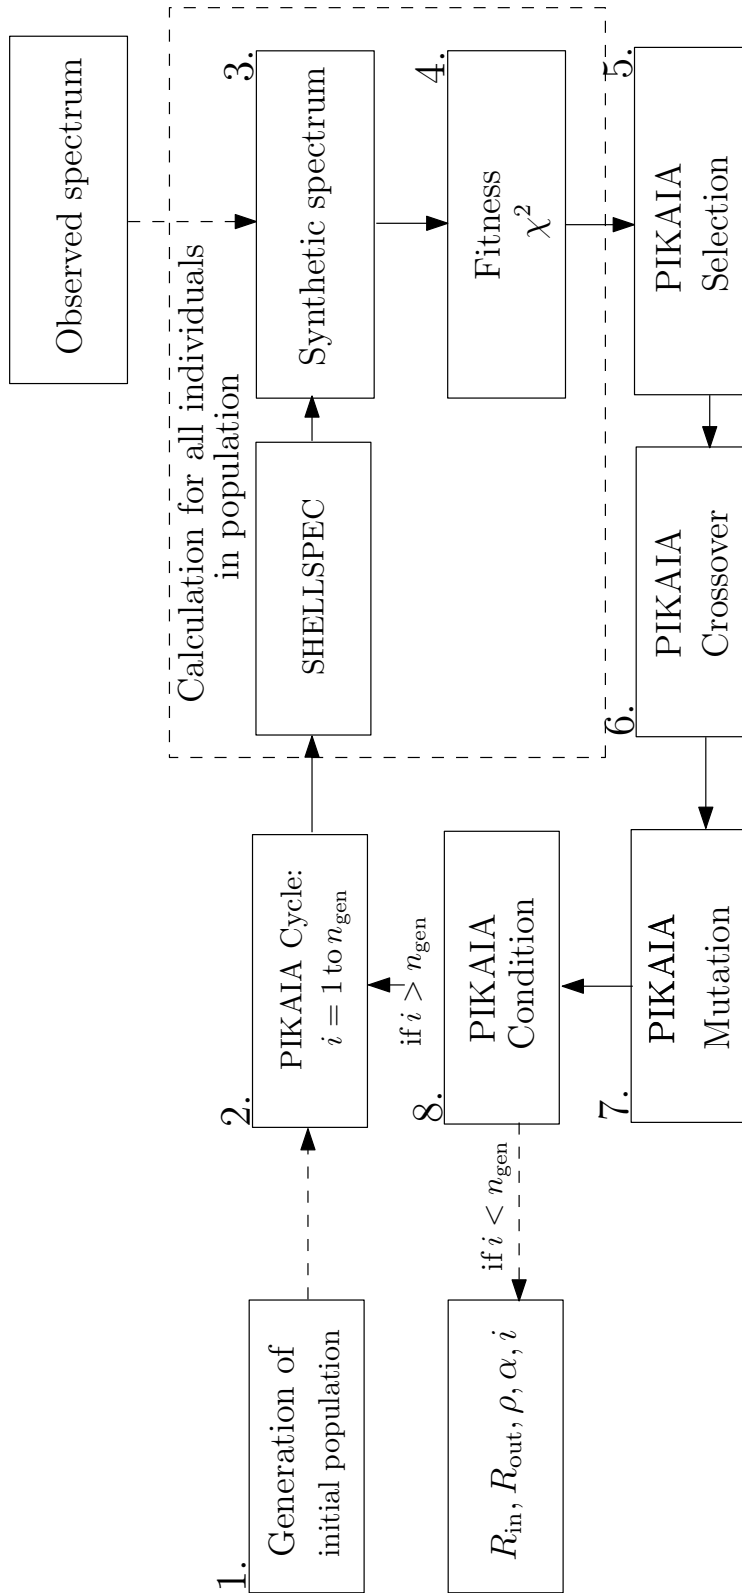 1.
Generation of
initial population
2.
PIKAIA Cycle:
i = 1 to n_gen
Calculation for all individuals
in population
SHELLSPEC
Observed spectrum
3.
Synthetic spectrum
4.
Fitness
χ²
5.
PIKAIA
Selection
6.
PIKAIA
Crossover
7.
PIKAIA
Mutation
8.
PIKAIA
Condition
if i > n_gen
if i < n_gen
R_in, R_out, ρ, α, i